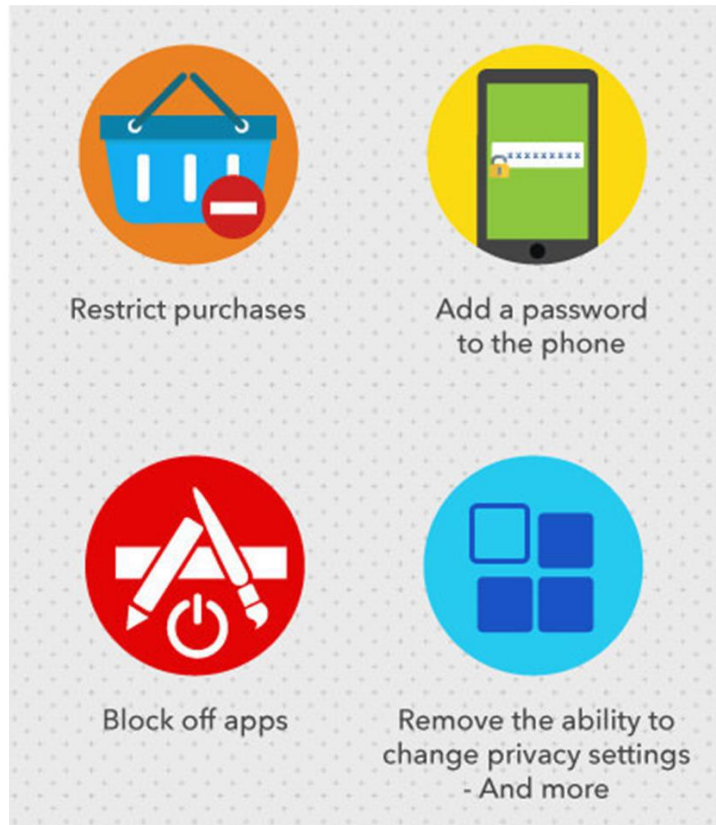 xxxxxxxxx
Restrict purchases
Add a password
to the phone
Block off apps
Remove the ability to
change privacy settings
- And more